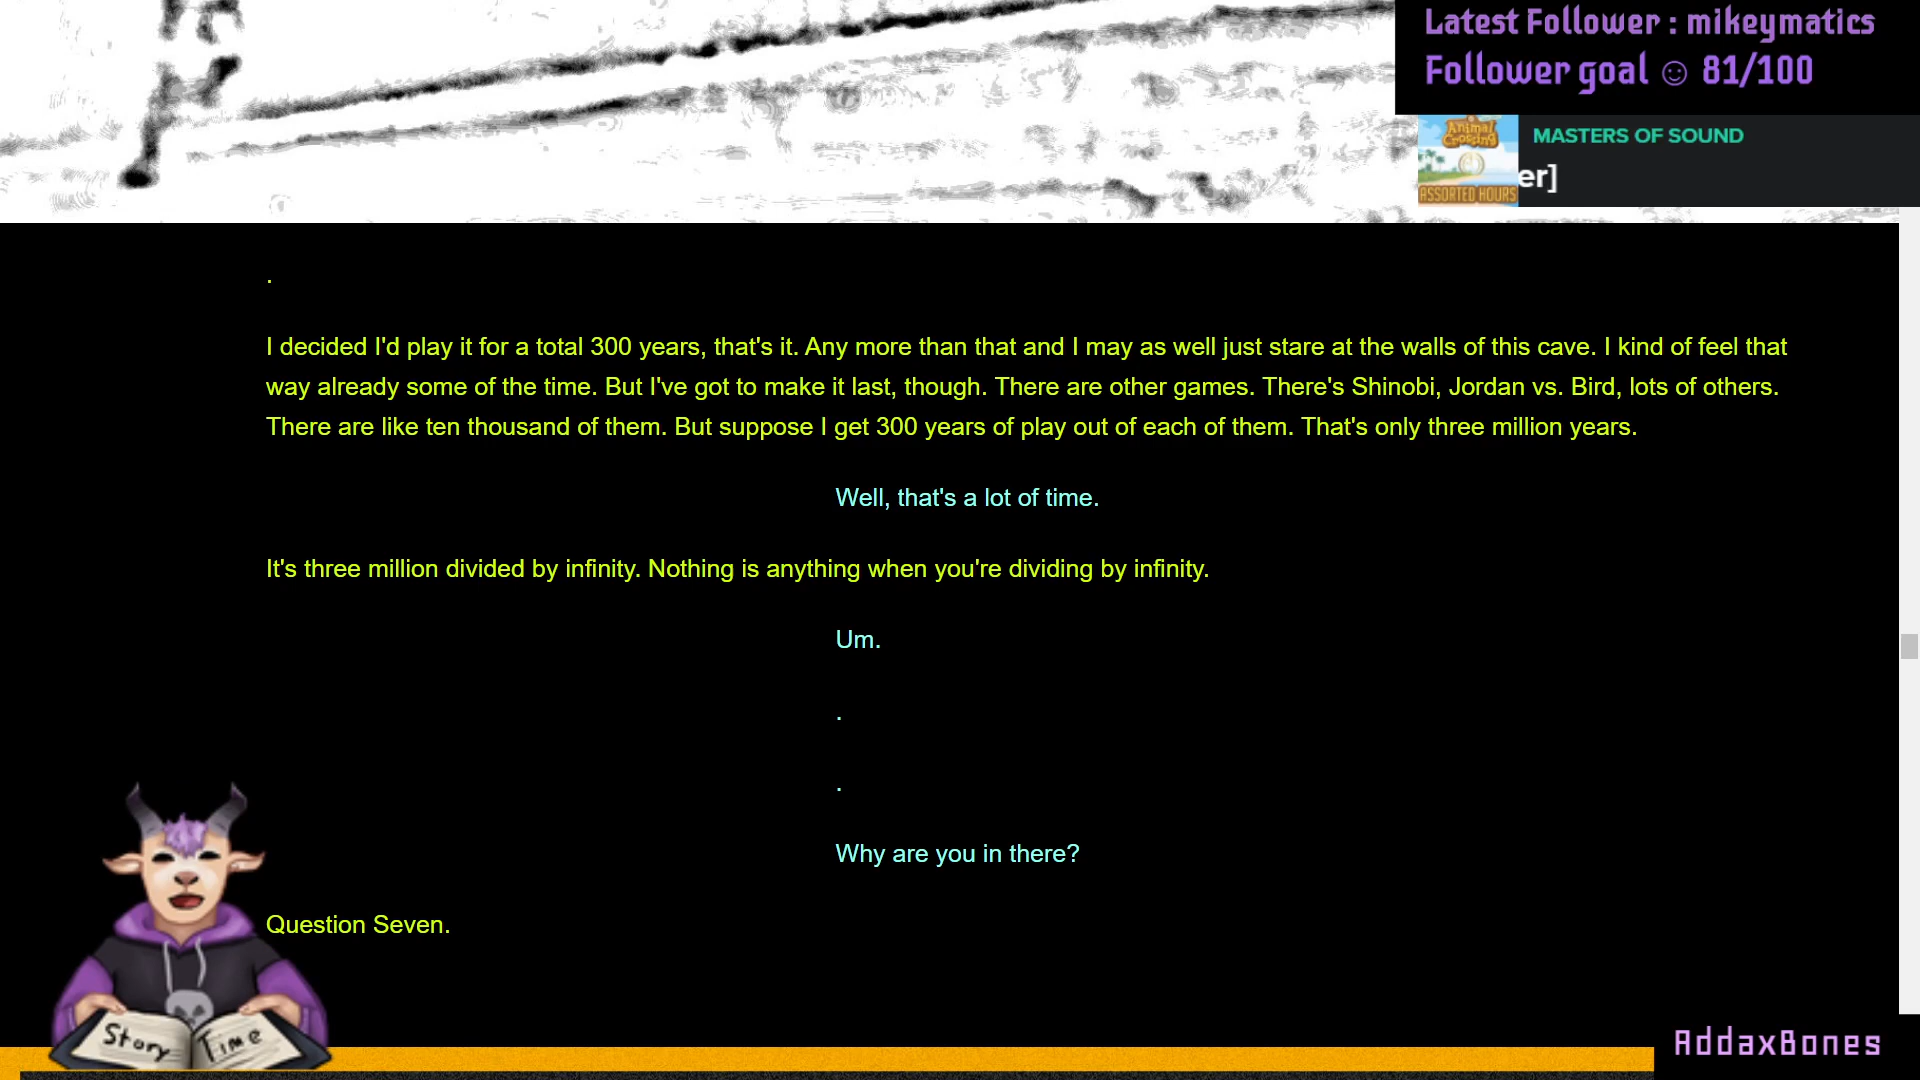 Latest Follower : mikeymatics
Follower goal ☺ 81/100
Animal Crossing
ASSORTED HOURS
MASTERS OF SOUND
er]
.
I decided I'd play it for a total 300 years, that's it. Any more than that and I may as well just stare at the walls of this cave. I kind of feel that
way already some of the time. But I've got to make it last, though. There are other games. There's Shinobi, Jordan vs. Bird, lots of others.
There are like ten thousand of them. But suppose I get 300 years of play out of each of them. That's only three million years.
Well, that's a lot of time.
It's three million divided by infinity. Nothing is anything when you're dividing by infinity.
Um.
.
.
Why are you in there?
Question Seven.
Story Time
AddaxBones